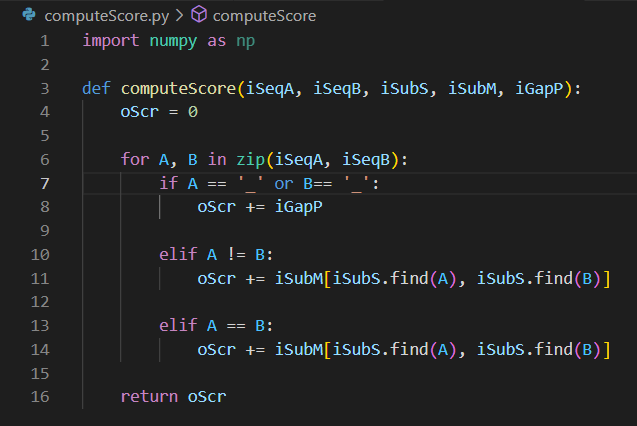 computeScore.py > computeScore
1 import numpy as np
2
3 def computeScore(iSeqA, iSeqB, iSubS, iSubM, iGapP):
4     oScr = 0
5
6     for A, B in zip(iSeqA, iSeqB):
7         if A == '_' or B== '_':
8             oScr += iGapP
9
10         elif A != B:
11             oScr += iSubM[iSubS.find(A), iSubS.find(B)]
12
13         elif A == B:
14             oScr += iSubM[iSubS.find(A), iSubS.find(B)]
15
16     return oScr